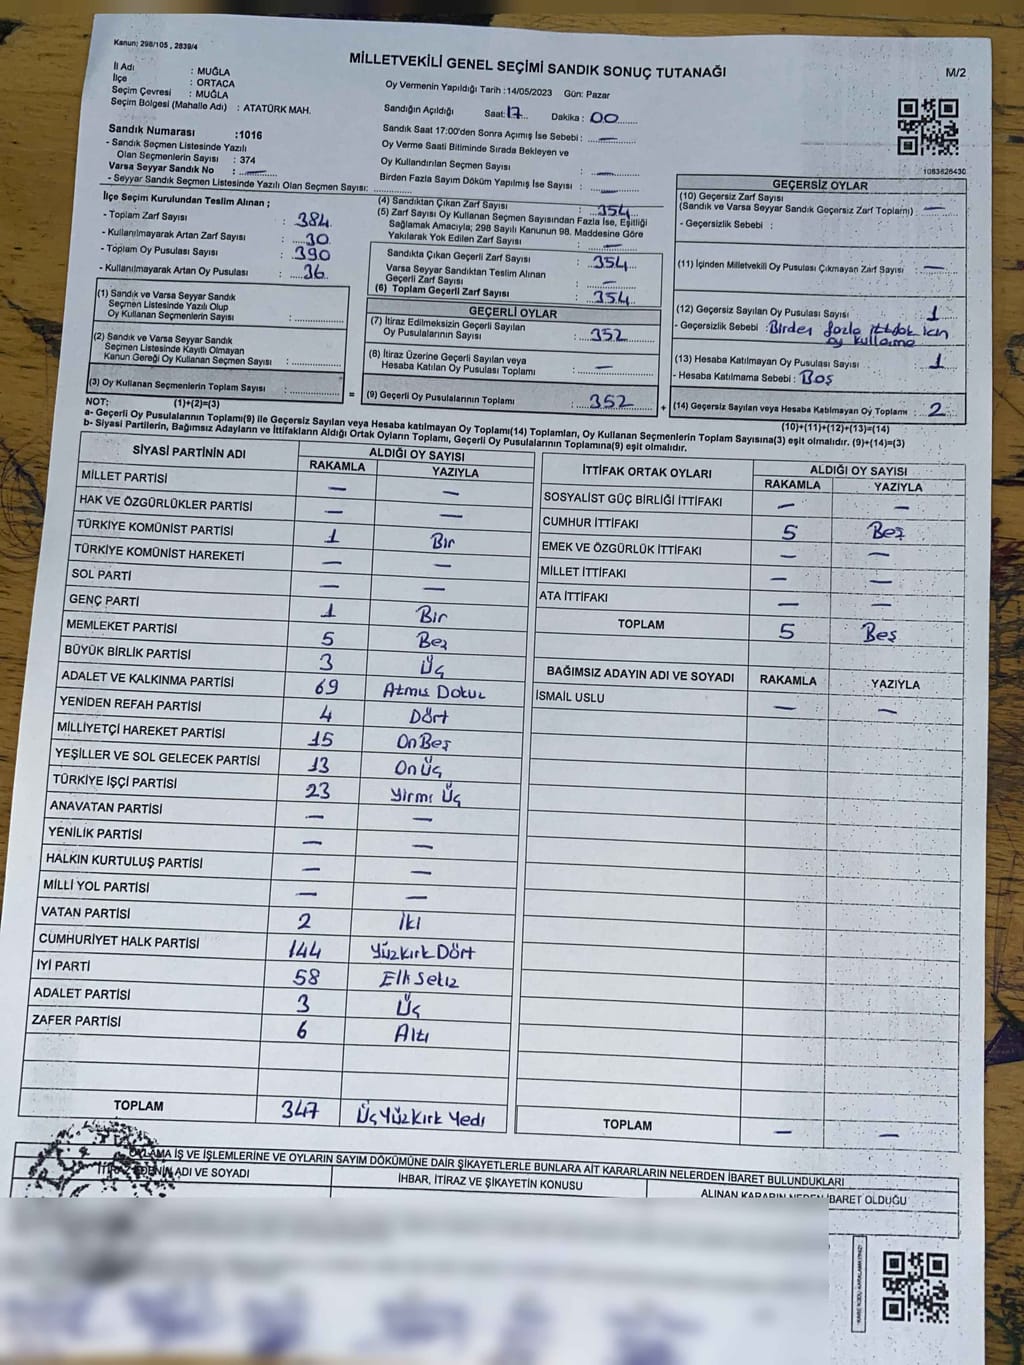 Kanun: 298/105 , 2839/4
MİLLETVEKİLİ GENEL SEÇİMİ SANDIK SONUÇ TUTANAĞI
M/2
İl Adı : MUĞLA
İlçe : ORTACA
Seçim Çevresi : MUĞLA
Seçim Bölgesi (Mahalle Adı) : ATATÜRK MAH.
Oy Vermenin Yapıldığı Tarih :14/05/2023 Gün: Pazar
Sandığın Açıldığı Saat: 17 Dakika : 00
Sandık Saat 17:00'den Sonra Açımış İse Sebebi : —
Oy Verme Saati Bitiminde Sırada Bekleyen ve
Oy Kullandırılan Seçmen Sayısı : —
Birden Fazla Sayım Döküm Yapılmış İse Sayısı : —
Sandık Numarası :1016
- Sandık Seçmen Listesinde Yazılı
Olan Seçmenlerin Sayısı : 374
Varsa Seyyar Sandık No : —
- Seyyar Sandık Seçmen Listesinde Yazılı Olan Seçmen Sayısı:
1083826430
İlçe Seçim Kurulundan Teslim Alınan ;
- Toplam Zarf Sayısı : 384
- Kullanılmayarak Artan Zarf Sayısı : 30
- Toplam Oy Pusulası Sayısı : 390
- Kullanılmayarak Artan Oy Pusulası : 36
(4) Sandıktan Çıkan Zarf Sayısı : 354
(5) Zarf Sayısı Oy Kullanan Seçmen Sayısından Fazla İse, Eşitliği
Sağlamak Amacıyla; 298 Sayılı Kanunun 98. Maddesine Göre
Yakılarak Yok Edilen Zarf Sayısı : —
Sandıkta Çıkan Geçerli Zarf Sayısı : 354
Varsa Seyyar Sandıktan Teslim Alınan
Geçerli Zarf Sayısı : —
(6) Toplam Geçerli Zarf Sayısı : 354
GEÇERSİZ OYLAR
(10) Geçersiz Zarf Sayısı
(Sandık ve Varsa Seyyar Sandık Geçersiz Zarf Toplamı) : —
- Geçersizlik Sebebi :
(11) İçinden Milletvekili Oy Pusulası Çıkmayan Zarf Sayısı : —
(12) Geçersiz Sayılan Oy Pusulası Sayısı : 1
- Geçersizlik Sebebi : Birden fazla ittifak icin
oy kullanma
(13) Hesaba Katılmayan Oy Pusulası Sayısı : 1
- Hesaba Katılmama Sebebi : Boş
(14) Geçersiz Sayılan veya Hesaba Katılmayan Oy Toplamı : 2
(10)+(11)+(12)+(13)=(14)
(1) Sandık ve Varsa Seyyar Sandık
Seçmen Listesinde Yazılı Olup
Oy Kullanan Seçmenlerin Sayısı :
(2) Sandık ve Varsa Seyyar Sandık
Seçmen Listesinde Kayıtlı Olmayan
Kanun Gereği Oy Kullanan Seçmen Sayısı :
(3) Oy Kullanan Seçmenlerin Toplam Sayısı :
(1)+(2)=(3)
GEÇERLİ OYLAR
(7) İtiraz Edilmeksizin Geçerli Sayılan
Oy Pusulalarının Sayısı : 352
(8) İtiraz Üzerine Geçerli Sayılan veya
Hesaba Katılan Oy Pusulası Toplamı : —
= (9) Geçerli Oy Pusulalarının Toplamı : 352 +
NOT:
a- Geçerli Oy Pusulalarının Toplamı(9) ile Geçersiz Sayılan veya Hesaba katılmayan Oy Toplamı(14) Toplamları, Oy Kullanan Seçmenlerin Toplam Sayısına(3) eşit olmalıdır. (9)+(14)=(3)
b- Siyasi Partilerin, Bağımsız Adayların ve İttifakların Aldığı Ortak Oyların Toplamı, Geçerli Oy Pusulalarının Toplamına(9) eşit olmalıdır.
SİYASİ PARTİNİN ADI ALDIĞI OY SAYISI
RAKAMLA YAZIYLA
MİLLET PARTİSİ — —
HAK VE ÖZGÜRLÜKLER PARTİSİ — —
TÜRKİYE KOMÜNİST PARTİSİ 1 Bir
TÜRKİYE KOMÜNİST HAREKETİ — —
SOL PARTİ — —
GENÇ PARTİ 1 Bir
MEMLEKET PARTİSİ 5 Beş
BÜYÜK BİRLİK PARTİSİ 3 Üç
ADALET VE KALKINMA PARTİSİ 69 Atmış Dokuz
YENİDEN REFAH PARTİSİ 4 Dört
MİLLİYETÇİ HAREKET PARTİSİ 15 On Beş
YEŞİLLER VE SOL GELECEK PARTİSİ 13 On Üç
TÜRKİYE İŞÇİ PARTİSİ 23 Yirmi Üç
ANAVATAN PARTİSİ — —
YENİLİK PARTİSİ — —
HALKIN KURTULUŞ PARTİSİ — —
MİLLİ YOL PARTİSİ — —
VATAN PARTİSİ 2 İki
CUMHURİYET HALK PARTİSİ 144 Yüz Kırk Dört
İYİ PARTİ 58 Elli Sekiz
ADALET PARTİSİ 3 Üç
ZAFER PARTİSİ 6 Altı
TOPLAM 347 Üç Yüz Kırk Yedi
İTTİFAK ORTAK OYLARI ALDIĞI OY SAYISI
RAKAMLA YAZIYLA
SOSYALİST GÜÇ BİRLİĞİ İTTİFAKI — —
CUMHUR İTTİFAKI 5 Beş
EMEK VE ÖZGÜRLÜK İTTİFAKI — —
MİLLET İTTİFAKI — —
ATA İTTİFAKI — —
TOPLAM 5 Beş
BAĞIMSIZ ADAYIN ADI VE SOYADI RAKAMLA YAZIYLA
İSMAİL USLU — —
TOPLAM — —
OYLAMA İŞ VE İŞLEMLERİNE VE OYLARIN SAYIM DÖKÜMÜNE DAİR ŞİKAYETLERLE BUNLARA AİT KARARLARIN NELERDEN İBARET BULUNDUKLARI
İTİRAZ EDENİN ADI VE SOYADI İHBAR, İTİRAZ VE ŞİKAYETİN KONUSU ALINAN KARARIN NEDEN İBARET OLDUĞU